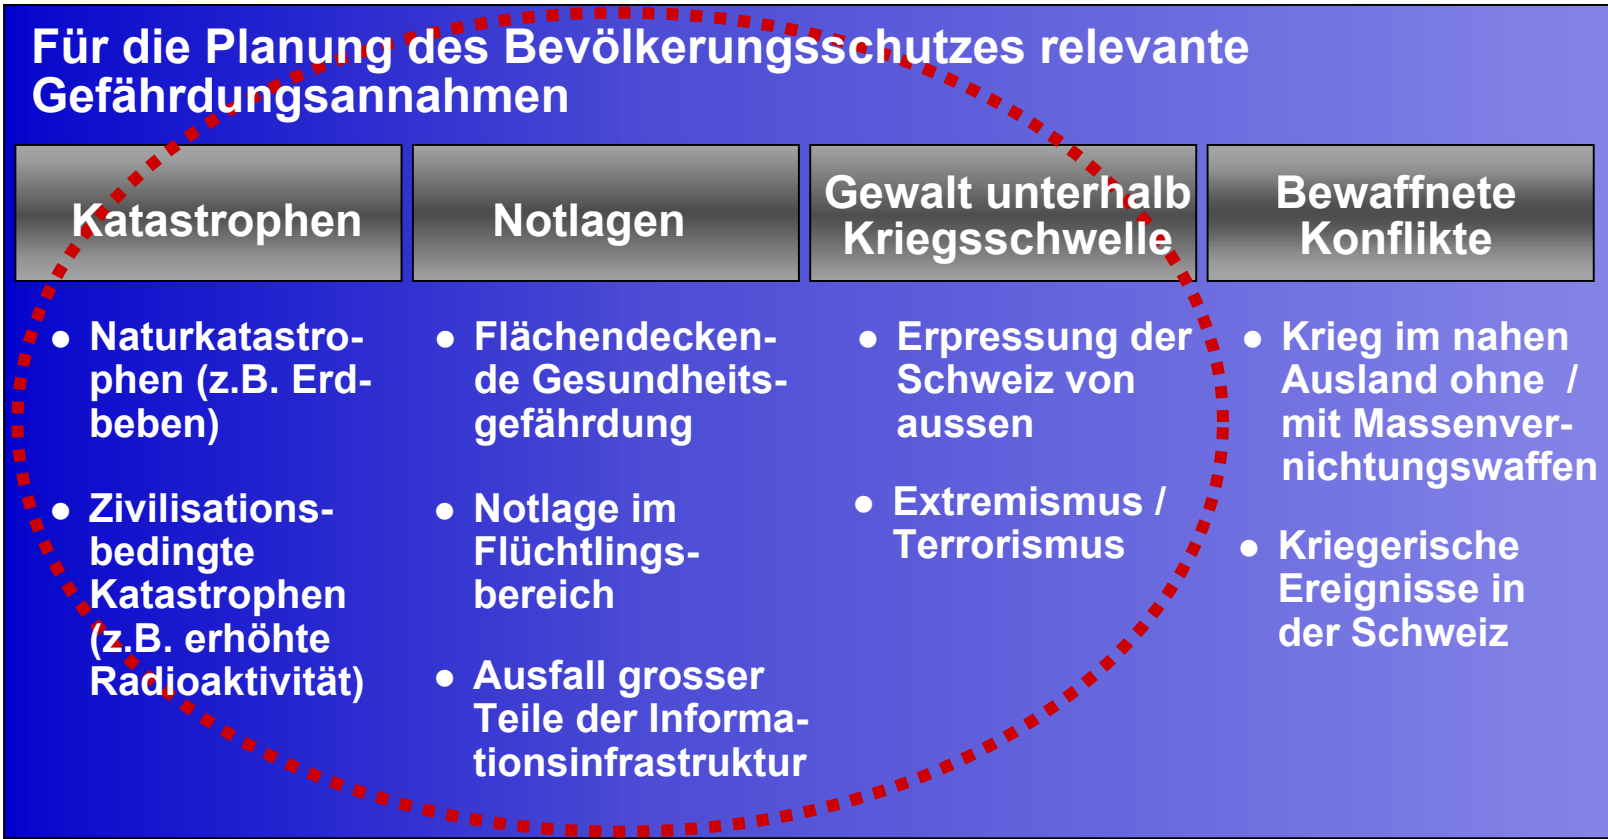 Für die Planung des Bevölkerungsschutzes relevante
Gefährdungsannahmen
Katastrophen
Notlagen
Gewalt unterhalb
Kriegsschwelle
Bewaffnete
Konflikte
● Naturkatastro-
phen (z.B. Erd-
beben)
● Zivilisations-
bedingte
Katastrophen
(z.B. erhöhte
Radioaktivität)
● Flächendecken-
de Gesundheits-
gefährdung
● Notlage im
Flüchtlings-
bereich
● Ausfall grosser
Teile der Informa-
tionsinfrastruktur
● Erpressung der
Schweiz von
aussen
● Extremismus /
Terrorismus
● Krieg im nahen
Ausland ohne /
mit Massenver-
nichtungswaffen
● Kriegerische
Ereignisse in
der Schweiz